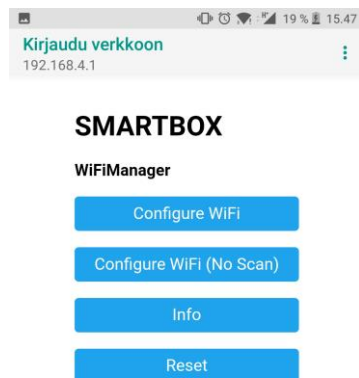 19 % 15.47
Kirjaudu verkkoon
192.168.4.1
SMARTBOX
WiFiManager
Configure WiFi
Configure WiFi (No Scan)
Info
Reset